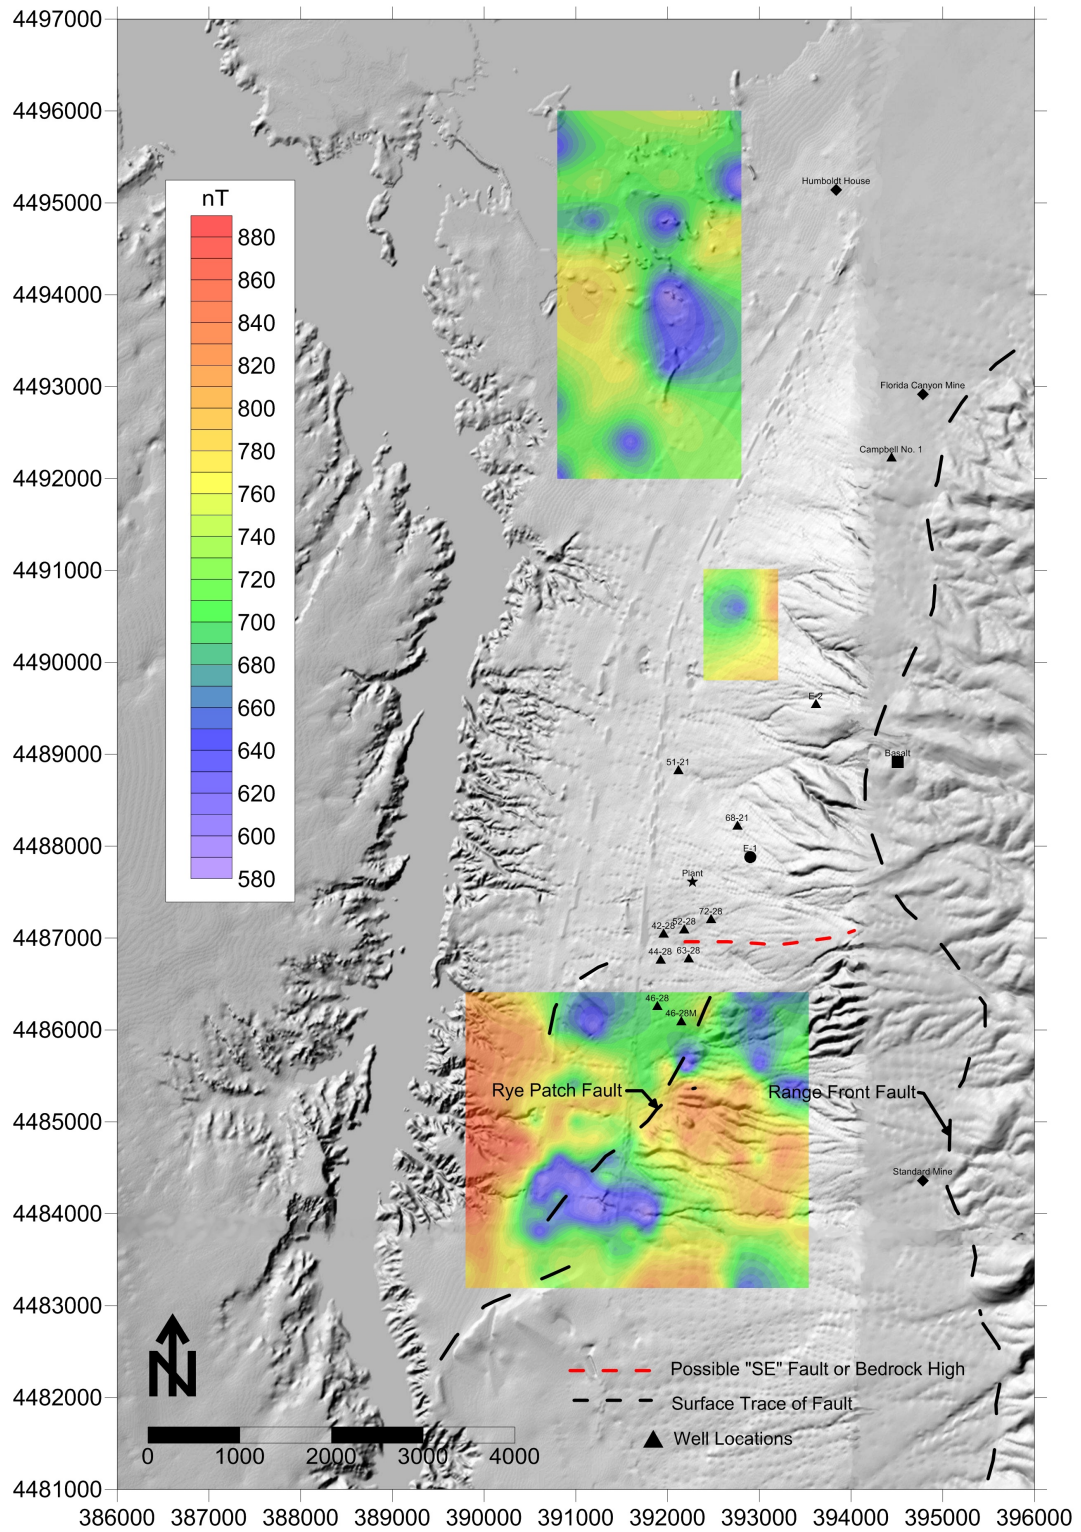 4497000
4496000
4495000
4494000
4493000
4492000
4491000
4490000
4489000
4488000
4487000
4486000
4485000
4484000
4483000
4482000
4481000
nT
880
860
840
820
800
780
760
740
720
700
680
660
640
620
600
580
Humboldt House
Florida Canyon Mine
Campbell No. 1
E-2
Basalt
51-21
68-21
E-1
Plant
72-28
52-28
42-28
44-28
63-28
46-28
46-28M
Rye Patch Fault
Range Front Fault
Standard Mine
N
Possible "SE" Fault or Bedrock High
Surface Trace of Fault
Well Locations
0 1000 2000 3000 4000
386000 387000 388000 389000 390000 391000 392000 393000 394000 395000 396000